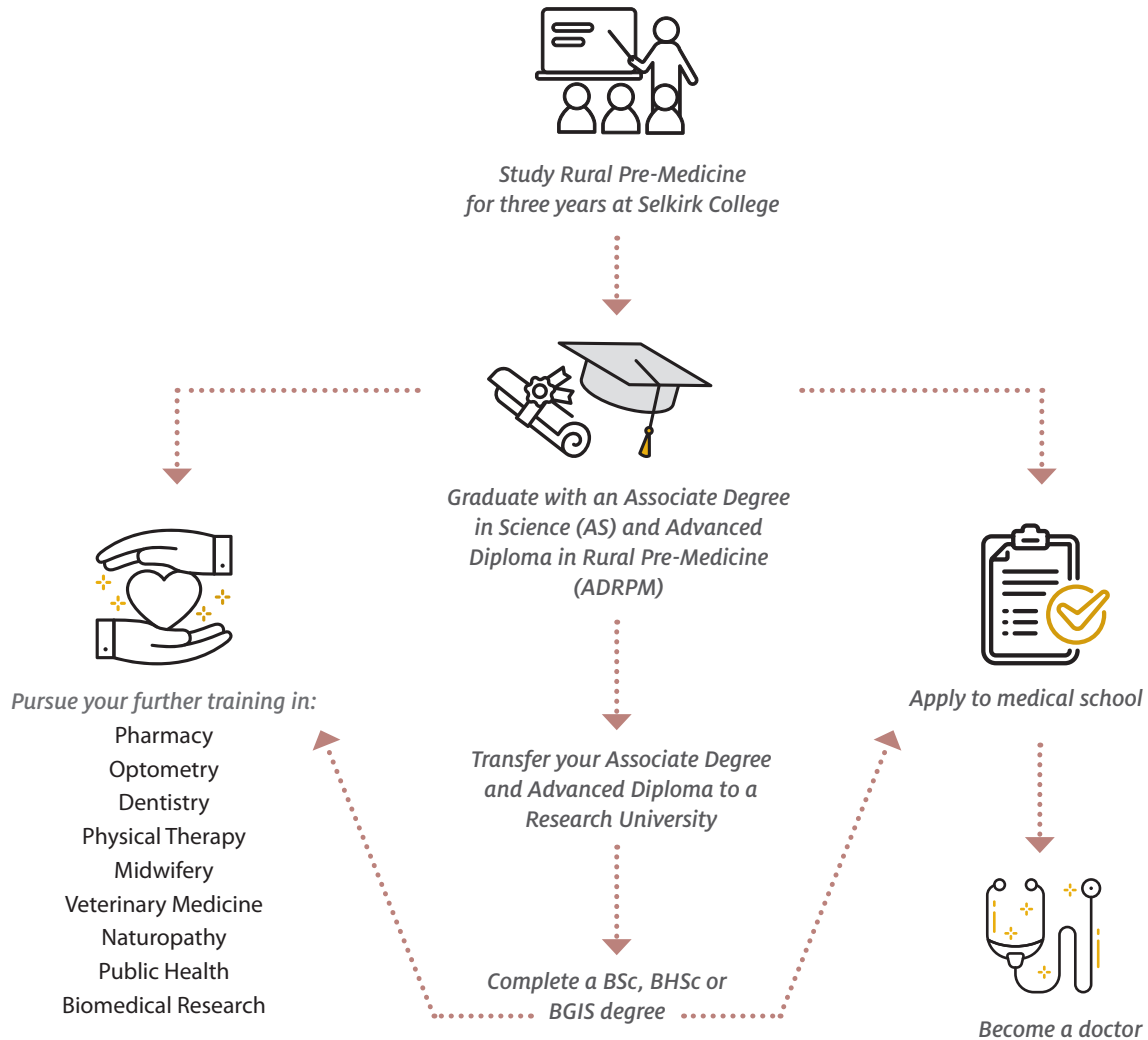 Study Rural Pre-Medicine
for three years at Selkirk College
Graduate with an Associate Degree
in Science (AS) and Advanced
Diploma in Rural Pre-Medicine
(ADRPM)
Pursue your further training in:
Pharmacy
Optometry
Dentistry
Physical Therapy
Midwifery
Veterinary Medicine
Naturopathy
Public Health
Biomedical Research
Transfer your Associate Degree
and Advanced Diploma to a
Research University
Complete a BSc, BHSc or
BGIS degree
Apply to medical school
Become a doctor